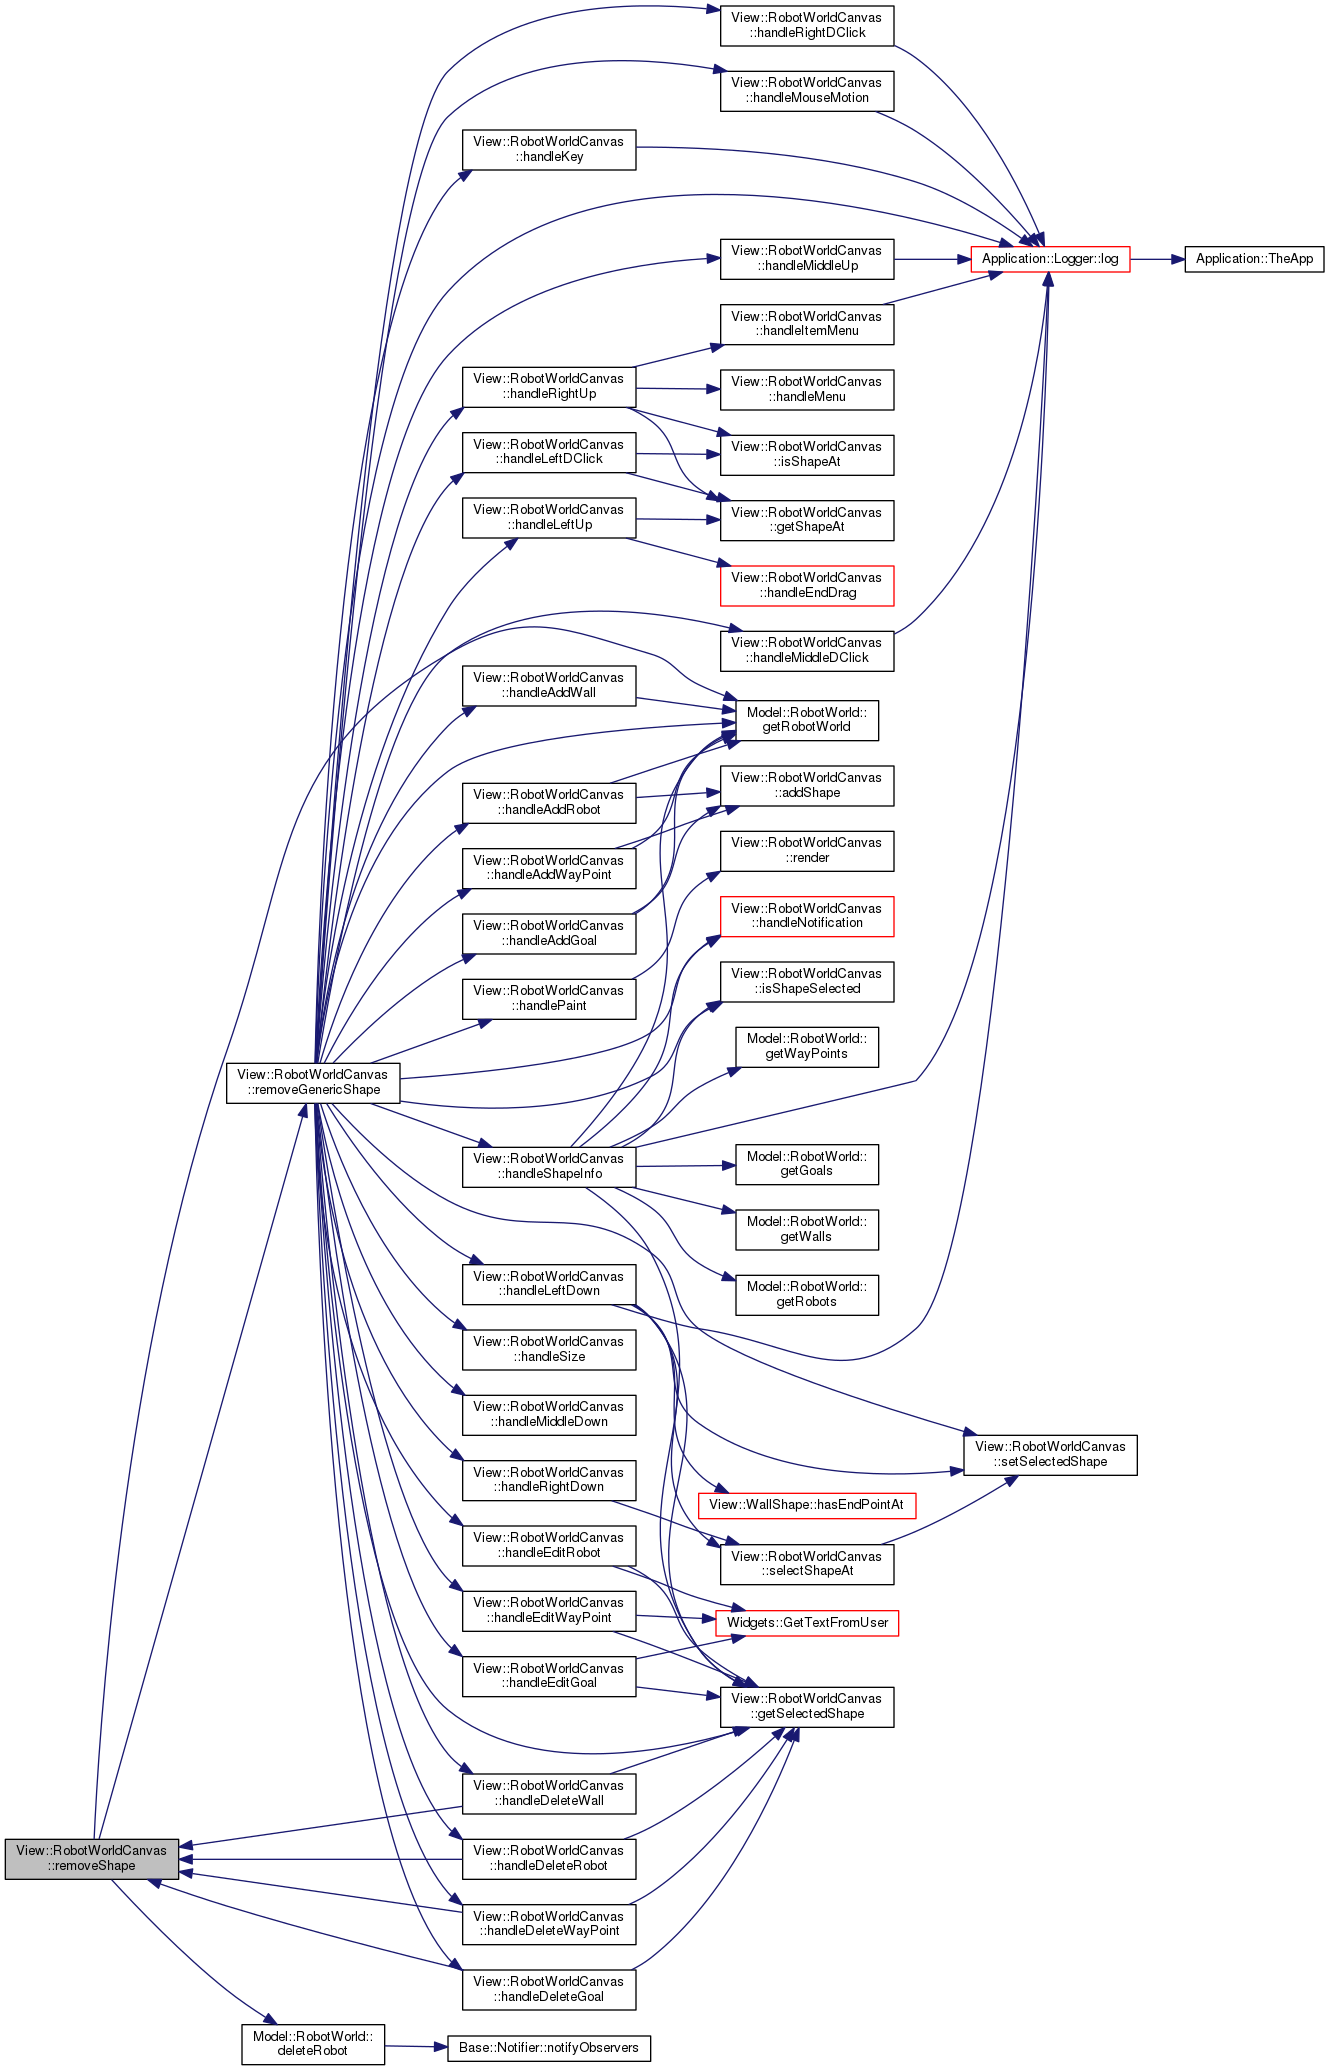 View::RobotWorldCanvas
::handleRightDClick
View::RobotWorldCanvas
::handleMouseMotion
View::RobotWorldCanvas
::handleKey
View::RobotWorldCanvas
::handleMiddleUp
Application::Logger::log
Application::TheApp
View::RobotWorldCanvas
::handleItemMenu
View::RobotWorldCanvas
::handleRightUp
View::RobotWorldCanvas
::handleMenu
View::RobotWorldCanvas
::handleLeftDClick
View::RobotWorldCanvas
::isShapeAt
View::RobotWorldCanvas
::handleLeftUp
View::RobotWorldCanvas
::getShapeAt
View::RobotWorldCanvas
::handleEndDrag
View::RobotWorldCanvas
::handleMiddleDClick
View::RobotWorldCanvas
::handleAddWall
Model::RobotWorld::
getRobotWorld
View::RobotWorldCanvas
::handleAddRobot
View::RobotWorldCanvas
::addShape
View::RobotWorldCanvas
::handleAddWayPoint
View::RobotWorldCanvas
::render
View::RobotWorldCanvas
::handleAddGoal
View::RobotWorldCanvas
::handleNotification
View::RobotWorldCanvas
::handlePaint
View::RobotWorldCanvas
::isShapeSelected
Model::RobotWorld::
getWayPoints
View::RobotWorldCanvas
::removeGenericShape
View::RobotWorldCanvas
::handleShapeInfo
Model::RobotWorld::
getGoals
Model::RobotWorld::
getWalls
View::RobotWorldCanvas
::handleLeftDown
Model::RobotWorld::
getRobots
View::RobotWorldCanvas
::handleSize
View::RobotWorldCanvas
::handleMiddleDown
View::RobotWorldCanvas
::setSelectedShape
View::RobotWorldCanvas
::handleRightDown
View::WallShape::hasEndPointAt
View::RobotWorldCanvas
::handleEditRobot
View::RobotWorldCanvas
::selectShapeAt
View::RobotWorldCanvas
::handleEditWayPoint
Widgets::GetTextFromUser
View::RobotWorldCanvas
::handleEditGoal
View::RobotWorldCanvas
::getSelectedShape
View::RobotWorldCanvas
::handleDeleteWall
View::RobotWorldCanvas
::removeShape
View::RobotWorldCanvas
::handleDeleteRobot
View::RobotWorldCanvas
::handleDeleteWayPoint
View::RobotWorldCanvas
::handleDeleteGoal
Model::RobotWorld::
deleteRobot
Base::Notifier::notifyObservers